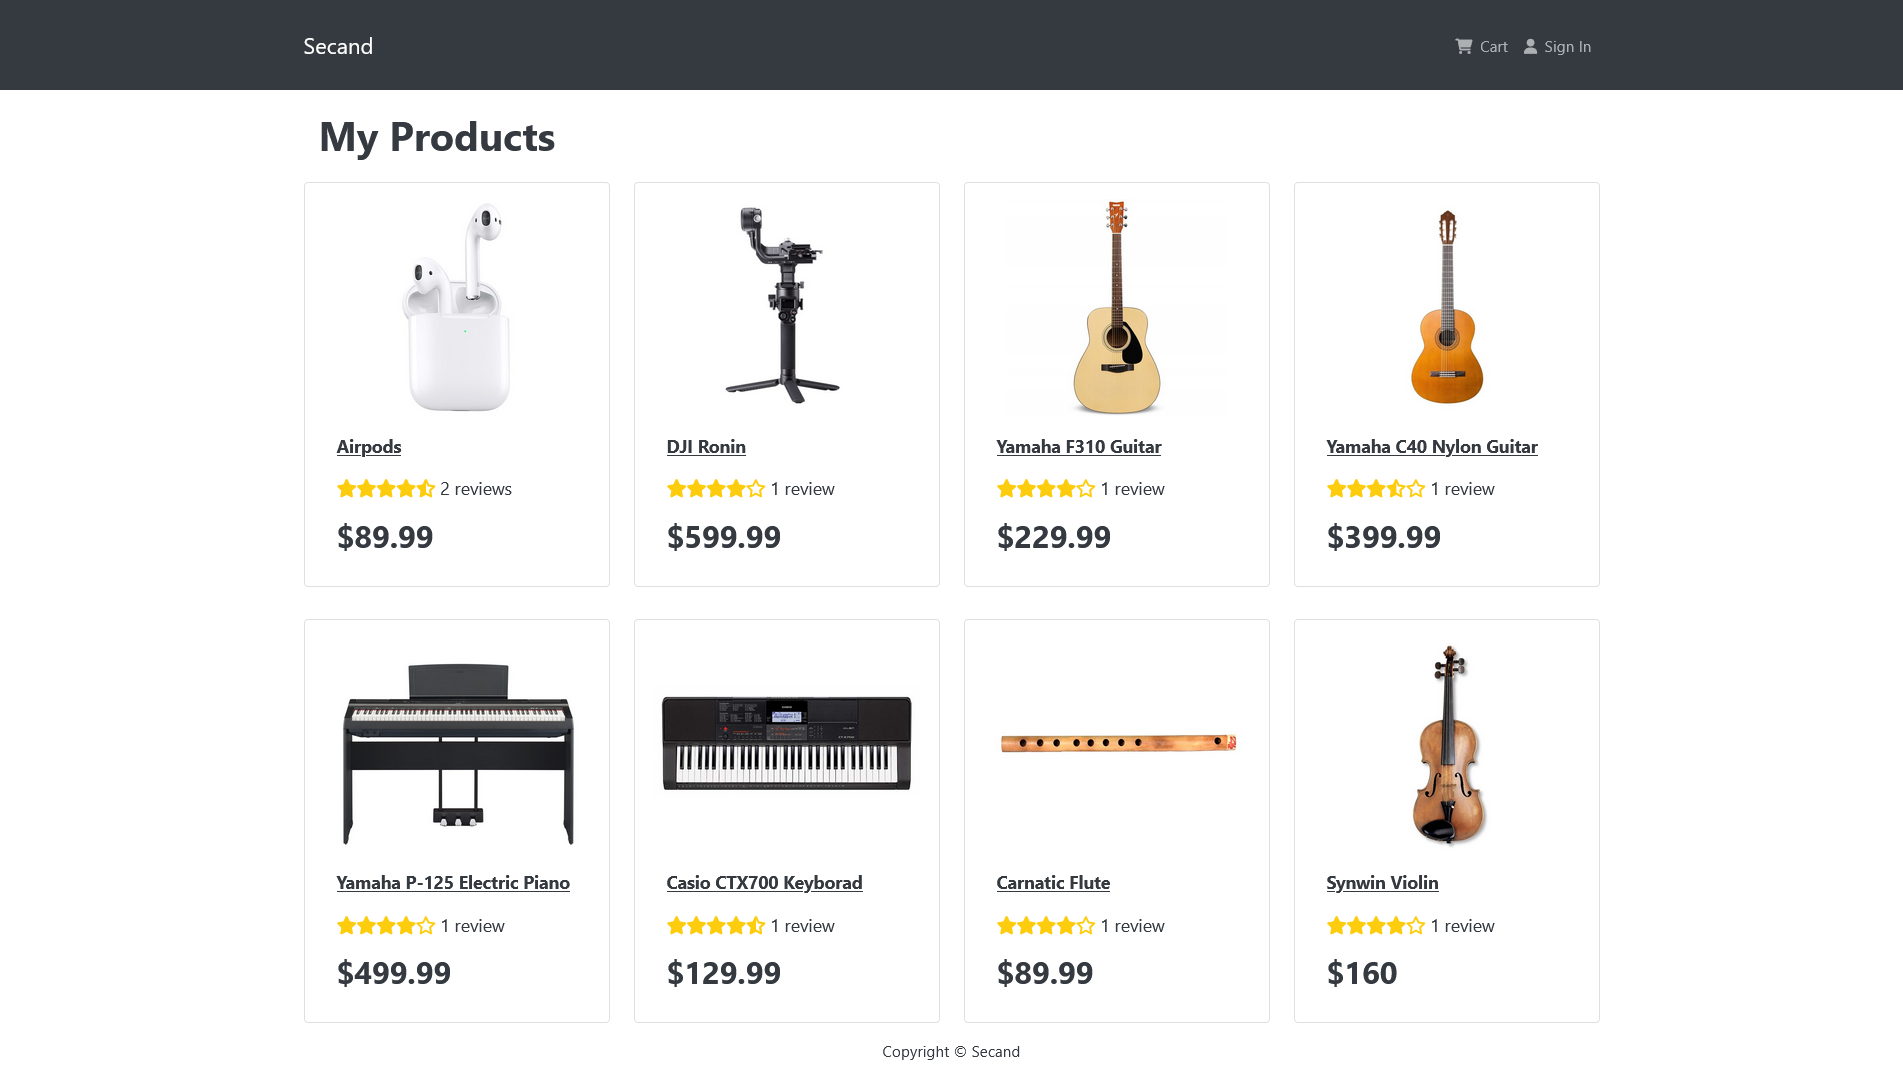 Secand
Cart Sign In
My Products
Airpods
2 reviews
$89.99
DJI Ronin
1 review
$599.99
Yamaha F310 Guitar
1 review
$229.99
Yamaha C40 Nylon Guitar
1 review
$399.99
Yamaha P-125 Electric Piano
1 review
$499.99
Casio CTX700 Keyborad
1 review
$129.99
Carnatic Flute
1 review
$89.99
Synwin Violin
1 review
$160
Copyright © Secand